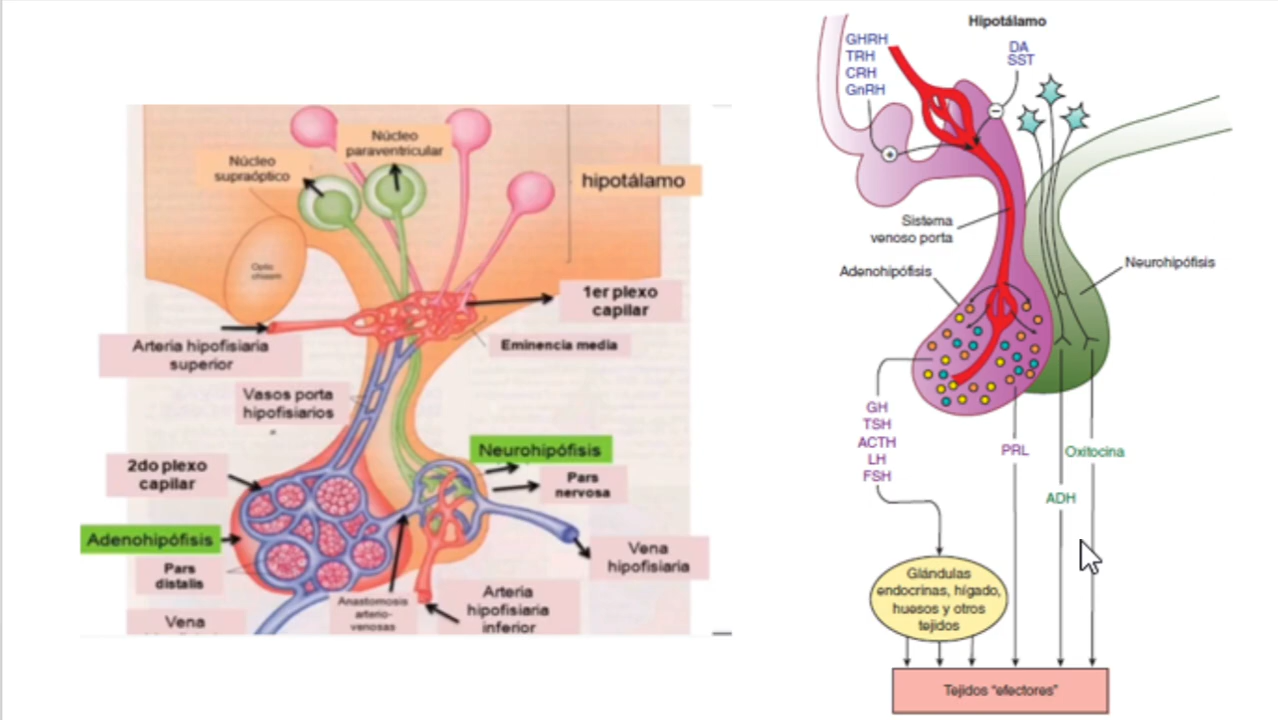 Núcleo
supraóptico
Núcleo
paraventricular
hipotálamo
Optic
chiasm
1er plexo
capilar
Arteria hipofisiaria
superior
Eminencia media
Vasos porta
hipofisiarios
2do plexo
capilar
Neurohipófisis
Pars
nervosa
Adenohipófisis
Pars
distalis
Vena
hipofisiaria
Anastomosis
arterio-
venosas
Arteria
hipofisiaria
inferior
Vena
Hipotálamo
GHRH
TRH
CRH
GnRH
DA
SST
−
+
Sistema
venoso porta
Adenohipófisis
Neurohipófisis
GH
TSH
ACTH
LH
FSH
PRL
Oxitocina
ADH
Glándulas
endocrinas, hígado,
huesos y otros
tejidos
Tejidos "efectores"